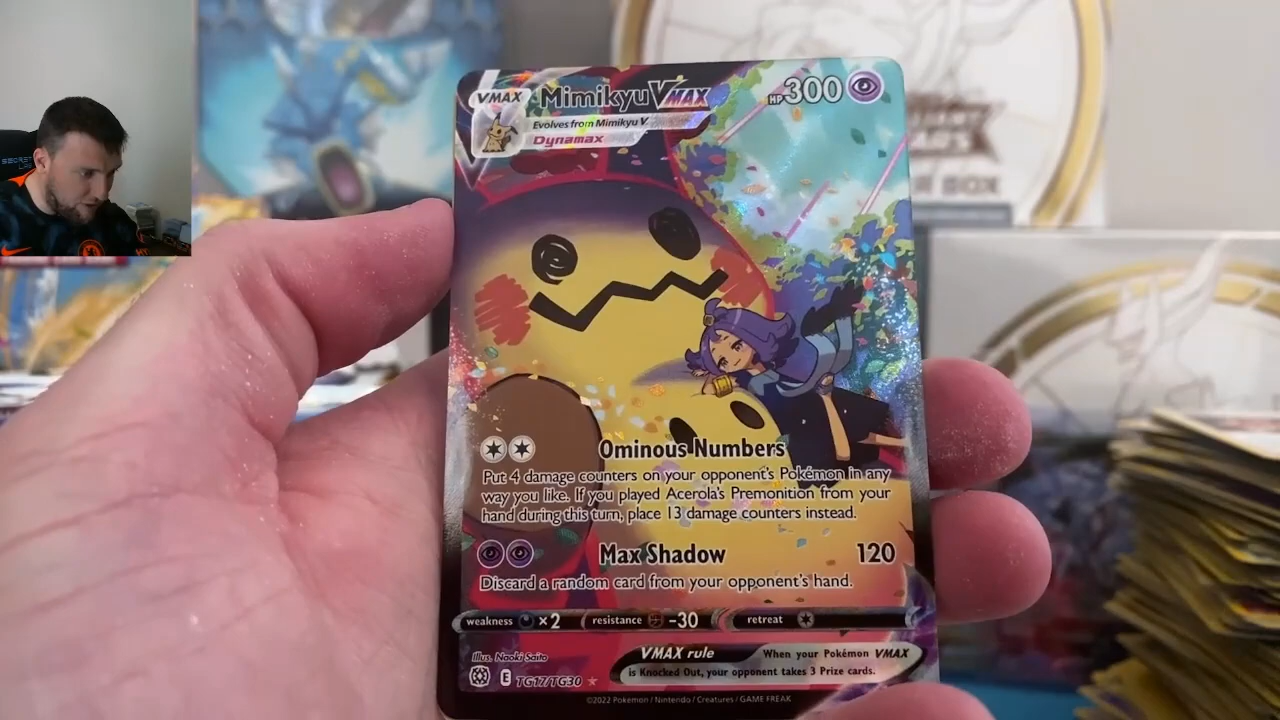 VMAX
Mimikyu VMAX
HP 300
Evolves from Mimikyu V
Dynamax
Ominous Numbers
Put 4 damage counters on your opponent's Pokémon in any
way you like. If you played Acerola's Premonition from your
hand during this turn, place 13 damage counters instead.
Max Shadow 120
Discard a random card from your opponent's hand.
weakness ×2 resistance -30 retreat
Illus. Naoki Saito
VMAX rule When your Pokémon VMAX
is Knocked Out, your opponent takes 3 Prize cards.
E TG17/TG30
©2022 Pokémon / Nintendo / Creatures / GAME FREAK